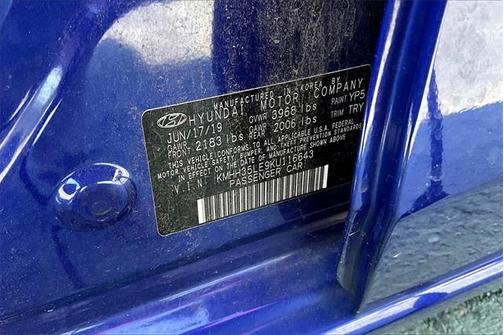 MANUFACTURED IN KOREA BY
HYUNDAI MOTOR COMPANY
JUN/17/19 GVWR 3968 lbs PAINT YP5
GAWR FRONT 2183 lbs GAWR REAR 2006 lbs TRIM TRY
THIS VEHICLE CONFORMS TO ALL APPLICABLE U.S. FEDERAL
MOTOR VEHICLE SAFETY, BUMPER, AND THEFT PREVENTION STANDARDS
IN EFFECT ON THE DATE OF MANUFACTURE SHOWN ABOVE.
V.I.N: PASSENGER CAR